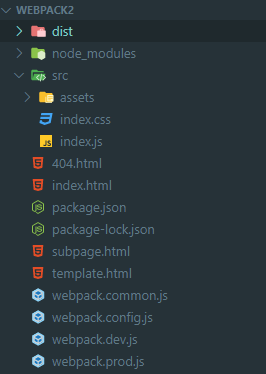 WEBPACK2
dist
node_modules
src
assets
index.css
index.js
404.html
index.html
package.json
package-lock.json
subpage.html
template.html
webpack.common.js
webpack.config.js
webpack.dev.js
webpack.prod.js